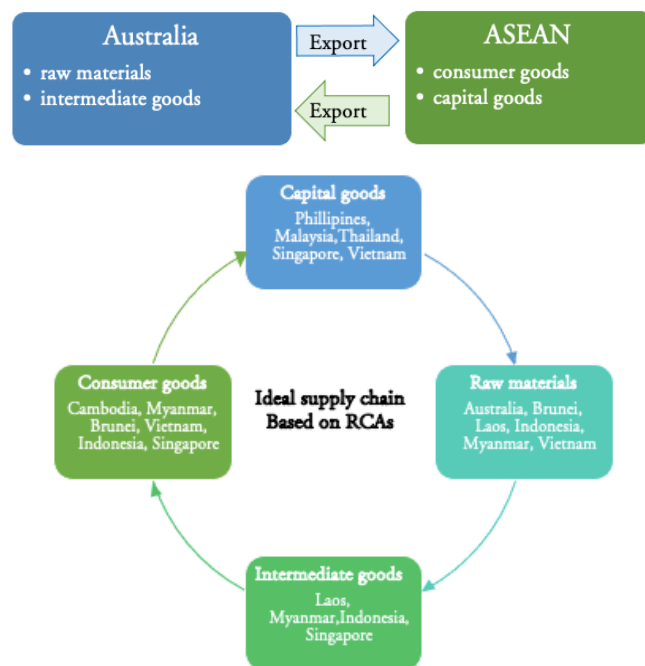 Australia
• raw materials
• intermediate goods
Export
Export
ASEAN
• consumer goods
• capital goods
Capital goods
Phillipines,
Malaysia,Thailand,
Singapore, Vietnam
Consumer goods
Cambodia, Myanmar,
Brunei, Vietnam,
Indonesia, Singapore
Ideal supply chain
Based on RCAs
Raw materials
Australia, Brunei,
Laos, Indonesia,
Myanmar, Vietnam
Intermediate goods
Laos,
Myanmar,Indonesia,
Singapore